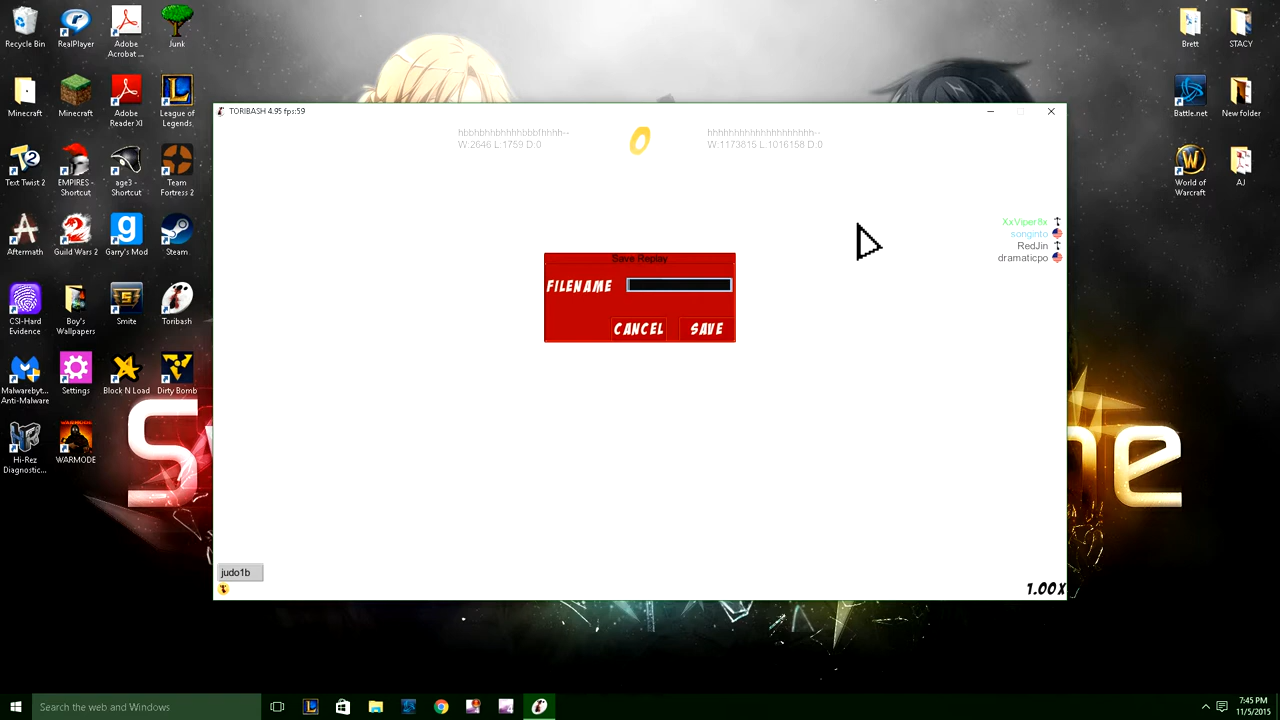 Recycle Bin
RealPlayer
Adobe
Acrobat ...
Junk
Brett
STACY
Minecraft
Minecraft
Adobe
Reader XI
League of
Legends
Battle.net
New folder
Text Twist 2
EMPIRES -
Shortcut
age3 -
Shortcut
Team
Fortress 2
World of
Warcraft
AJ
Aftermath
Guild Wars 2
Garry's Mod
Steam
CSI-Hard
Evidence
Boy's
Wallpapers
Smite
Toribash
Malwarebyt...
Anti-Malware
Settings
Block N Load
Dirty Bomb
Hi-Rez
Diagnostic...
WARMODE
TORIBASH 4.95 fps:59
W:2646 L:1759 D:0
0
hhhhhhhhhhhhhhhhhhh--
W:1173815 L:1016158 D:0
XxViper8x
songinto
RedJin
dramaticpo
Save Replay
FILENAME
CANCEL
SAVE
judo1b
1.00X
Search the web and Windows
7:45 PM
11/5/2015